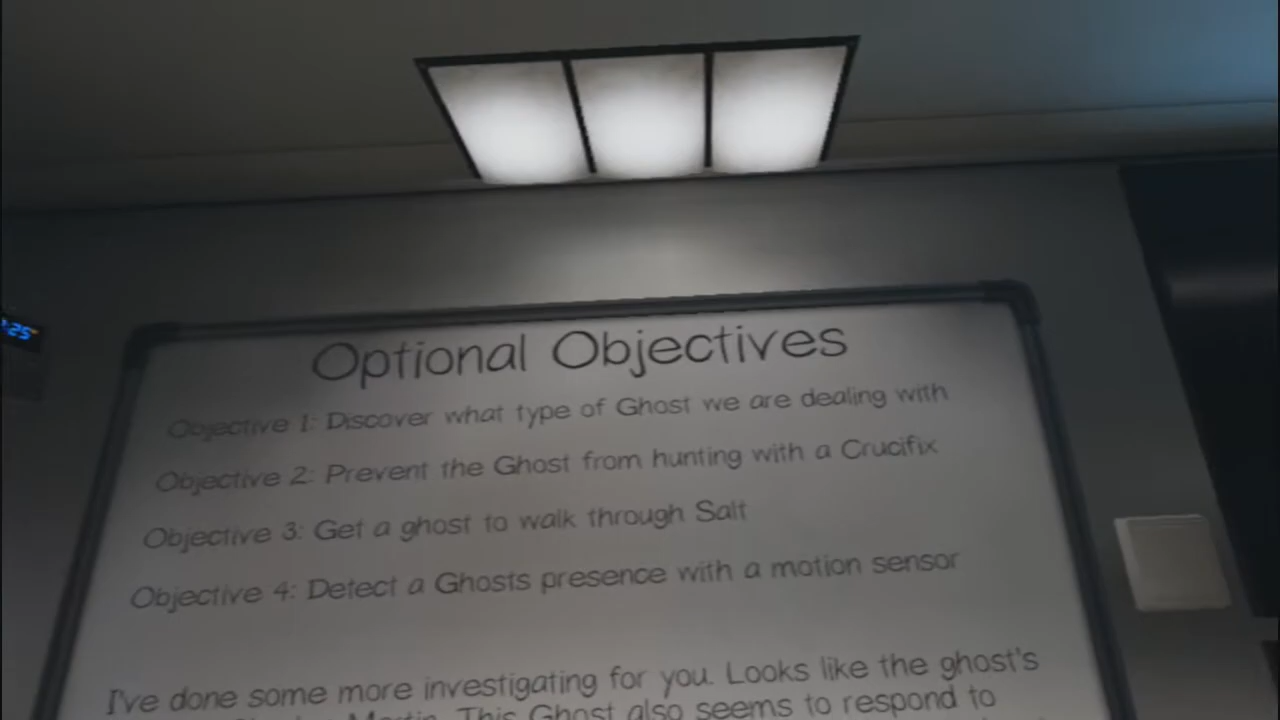 :25
Optional Objectives
Objective 1: Discover what type of Ghost we are dealing with
Objective 2: Prevent the Ghost from hunting with a Crucifix
Objective 3: Get a ghost to walk through Salt
Objective 4: Detect a Ghosts presence with a motion sensor
I've done some more investigating for you. Looks like the ghost's
Martin. This Ghost also seems to respond to